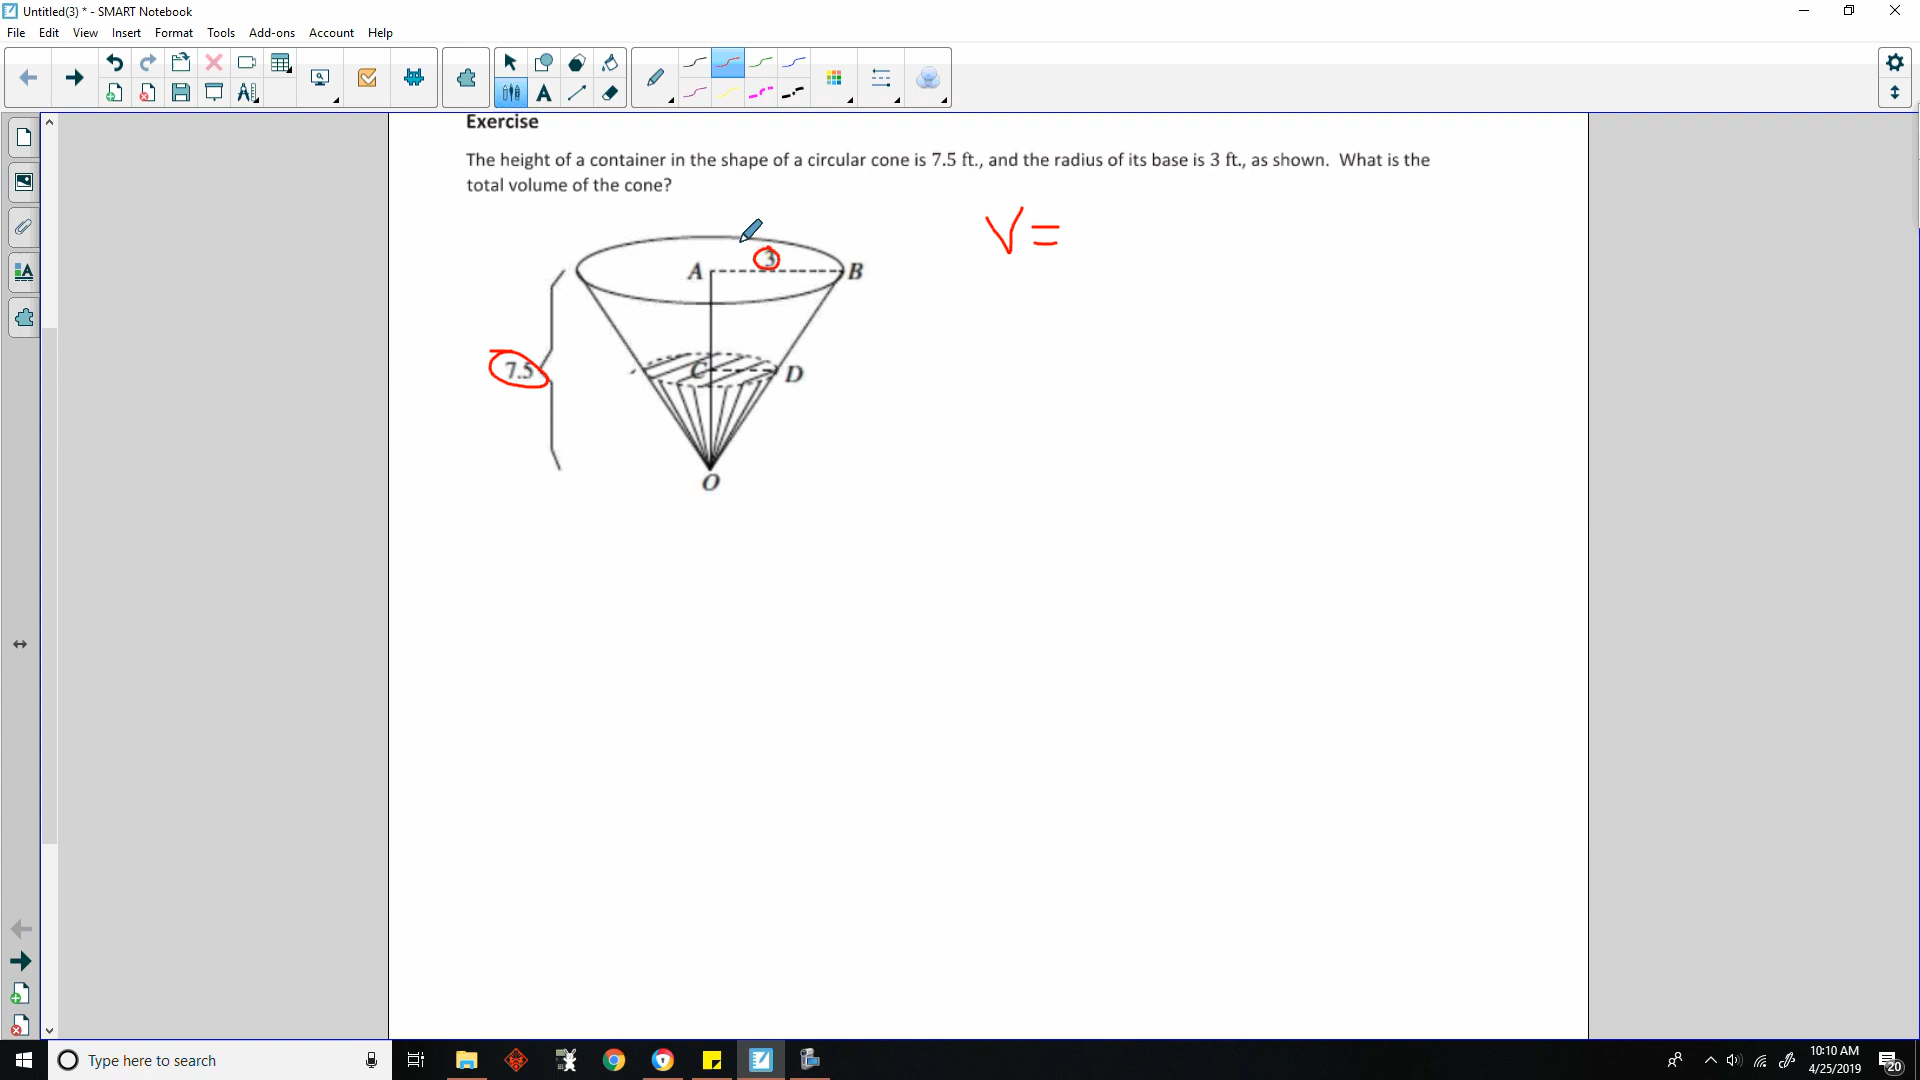 Untitled(3) * - SMART Notebook
File Edit View Insert Format Tools Add-ons Account Help
Exercise
The height of a container in the shape of a circular cone is 7.5 ft., and the radius of its base is 3 ft., as shown. What is the
total volume of the cone?
V=
3
A B
7.5
C D
O
Type here to search
10:10 AM
4/25/2019
20